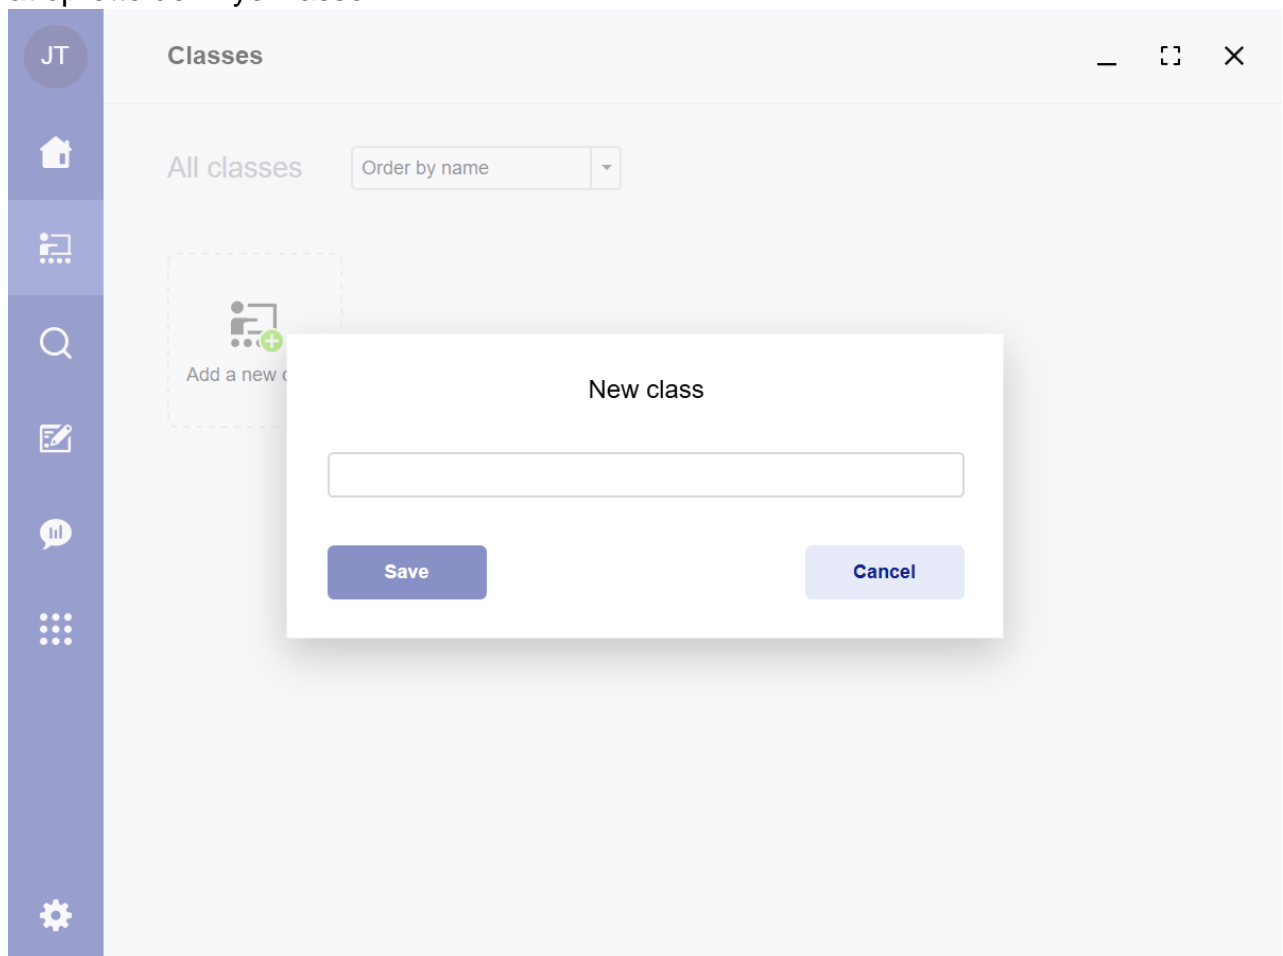 JT
Classes
All classes
Order by name
Add a new
New class
Save
Cancel